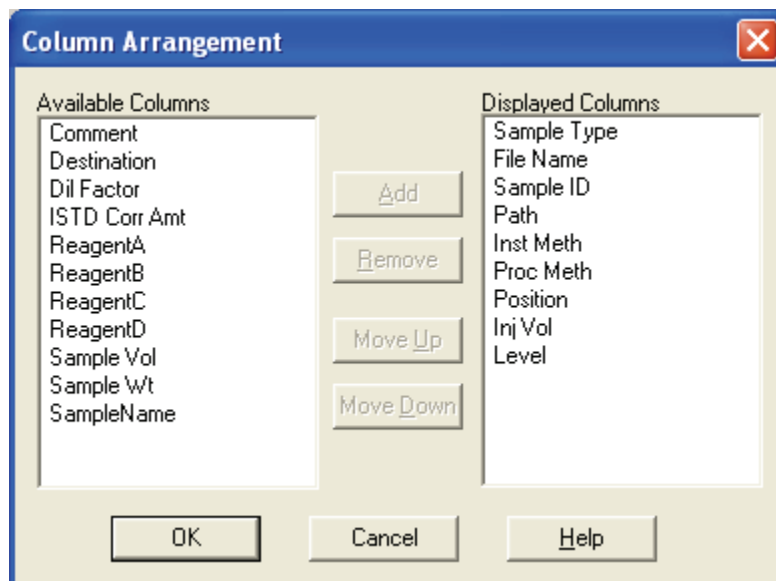 Column Arrangement
Available Columns
Comment
Destination
Dil Factor
ISTD Corr Amt
ReagentA
ReagentB
ReagentC
ReagentD
Sample Vol
Sample Wt
SampleName
Add
Remove
Move Up
Move Down
Displayed Columns
Sample Type
File Name
Sample ID
Path
Inst Meth
Proc Meth
Position
Inj Vol
Level
OK
Cancel
Help